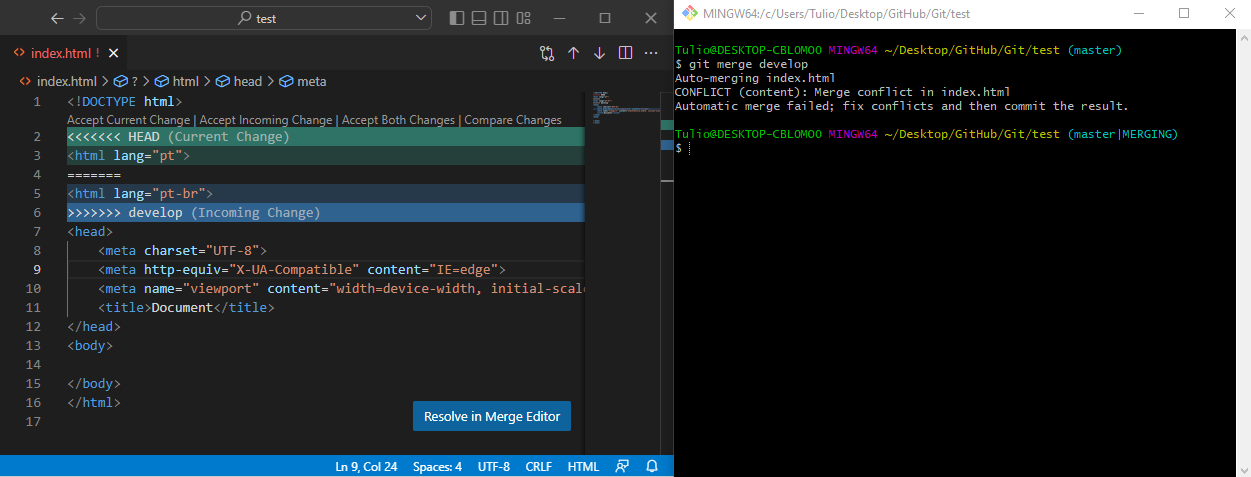 test
index.html !
index.html > ? > html > head > meta
1 <!DOCTYPE html>
Accept Current Change | Accept Incoming Change | Accept Both Changes | Compare Changes
2 <<<<<<< HEAD (Current Change)
3 <html lang="pt">
4 =======
5 <html lang="pt-br">
6 >>>>>>> develop (Incoming Change)
7 <head>
8     <meta charset="UTF-8">
9     <meta http-equiv="X-UA-Compatible" content="IE=edge">
10     <meta name="viewport" content="width=device-width, initial-scale
11     <title>Document</title>
12 </head>
13 <body>
14
15 </body>
16 </html>
17
Resolve in Merge Editor
Ln 9, Col 24 Spaces: 4 UTF-8 CRLF HTML
MINGW64:/c/Users/Tulio/Desktop/GitHub/Git/test
Tulio@DESKTOP-CBLOMOO MINGW64 ~/Desktop/GitHub/Git/test (master)
$ git merge develop
Auto-merging index.html
CONFLICT (content): Merge conflict in index.html
Automatic merge failed; fix conflicts and then commit the result.
Tulio@DESKTOP-CBLOMOO MINGW64 ~/Desktop/GitHub/Git/test (master|MERGING)
$